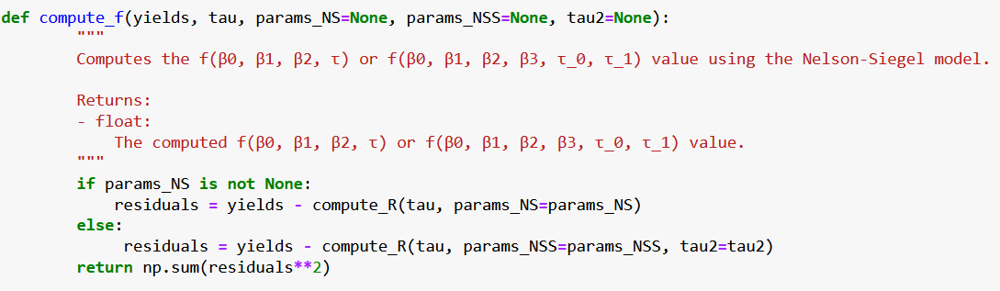 def compute_f(yields, tau, params_NS=None, params_NSS=None, tau2=None):
"""
Computes the f(β0, β1, β2, τ) or f(β0, β1, β2, β3, τ_0, τ_1) value using the Nelson-Siegel model.
Returns:
- float:
The computed f(β0, β1, β2, τ) or f(β0, β1, β2, β3, τ_0, τ_1) value.
"""
if params_NS is not None:
residuals = yields - compute_R(tau, params_NS=params_NS)
else:
residuals = yields - compute_R(tau, params_NSS=params_NSS, tau2=tau2)
return np.sum(residuals**2)